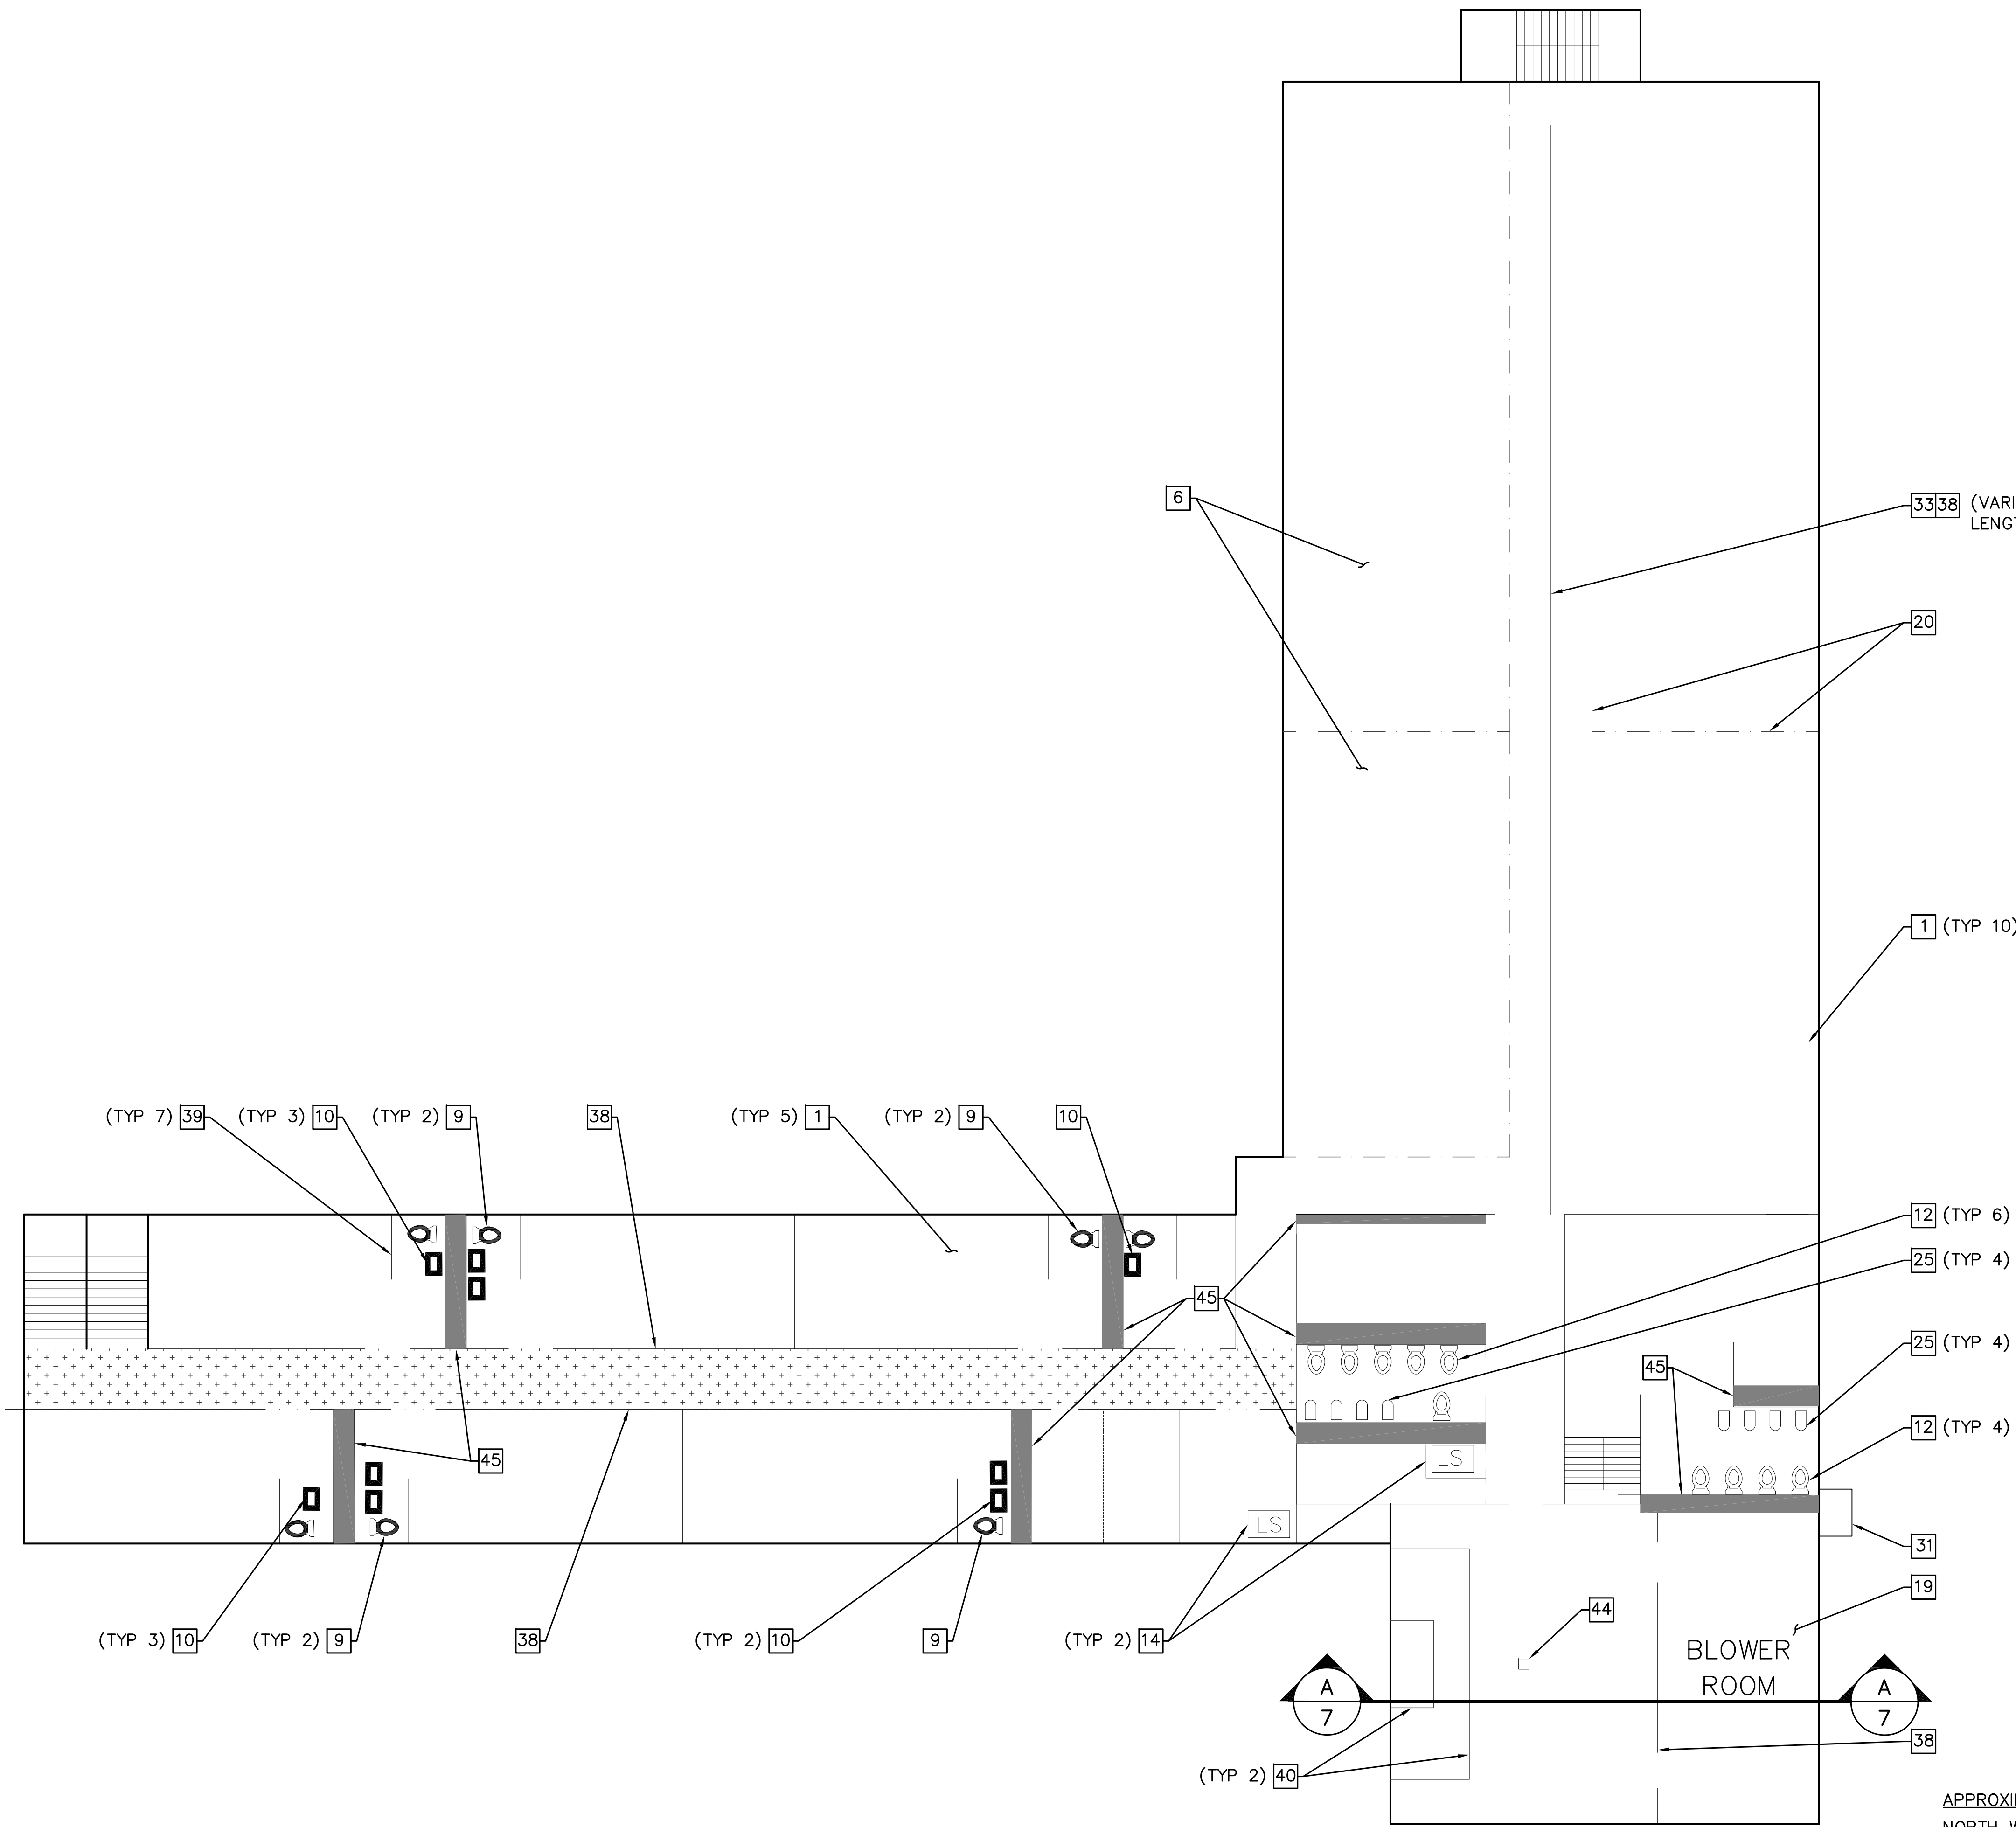 6
33 38 (VARI
LENGT
20
1 (TYP 10)
(TYP 7) 39
(TYP 3) 10
(TYP 2) 9
38
(TYP 5) 1
(TYP 2) 9
10
12 (TYP 6)
25 (TYP 4)
45
25 (TYP 4)
45
12 (TYP 4)
45
LS
LS
31
19
44
(TYP 3) 10
(TYP 2) 9
38
(TYP 2) 10
9
(TYP 2) 14
BLOWER
ROOM
A
7
A
7
38
(TYP 2) 40
APPROXI